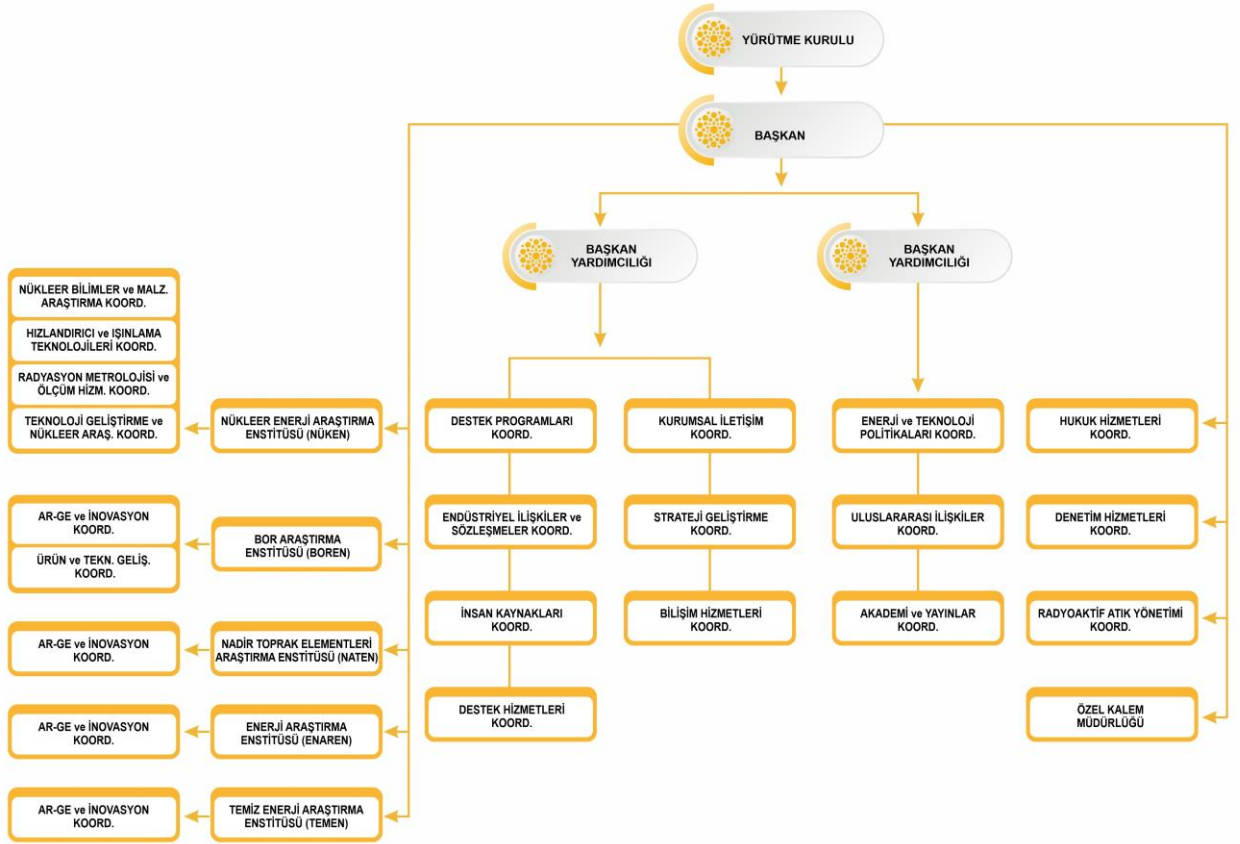 YÜRÜTME KURULU
BAŞKAN
BAŞKAN
YARDIMCILIĞI
BAŞKAN
YARDIMCILIĞI
NÜKLEER BİLİMLER ve MALZ.
ARAŞTIRMA KOORD.
HIZLANDIRICI ve IŞINLAMA
TEKNOLOJİLERİ KOORD.
RADYASYON METROLOJİSİ ve
ÖLÇÜM HİZM. KOORD.
TEKNOLOJİ GELİŞTİRME ve
NÜKLEER ARAŞ. KOORD.
NÜKLEER ENERJİ ARAŞTIRMA
ENSTİTÜSÜ (NÜKEN)
AR-GE ve İNOVASYON
KOORD.
ÜRÜN ve TEKN. GELİŞ.
KOORD.
BOR ARAŞTIRMA
ENSTİTÜSÜ (BOREN)
AR-GE ve İNOVASYON
KOORD.
NADİR TOPRAK ELEMENTLERİ
ARAŞTIRMA ENSTİTÜSÜ (NATEN)
AR-GE ve İNOVASYON
KOORD.
ENERJİ ARAŞTIRMA
ENSTİTÜSÜ (ENAREN)
AR-GE ve İNOVASYON
KOORD.
TEMİZ ENERJİ ARAŞTIRMA
ENSTİTÜSÜ (TEMEN)
DESTEK PROGRAMLARI
KOORD.
ENDÜSTRİYEL İLİŞKİLER ve
SÖZLEŞMELER KOORD.
İNSAN KAYNAKLARI
KOORD.
DESTEK HİZMETLERİ
KOORD.
KURUMSAL İLETİŞİM
KOORD.
STRATEJİ GELİŞTİRME
KOORD.
BİLİŞİM HİZMETLERİ
KOORD.
ENERJİ ve TEKNOLOJİ
POLİTİKALARI KOORD.
ULUSLARARASI İLİŞKİLER
KOORD.
AKADEMİ ve YAYINLAR
KOORD.
HUKUK HİZMETLERİ
KOORD.
DENETİM HİZMETLERİ
KOORD.
RADYOAKTİF ATIK YÖNETİMİ
KOORD.
ÖZEL KALEM
MÜDÜRLÜĞÜ